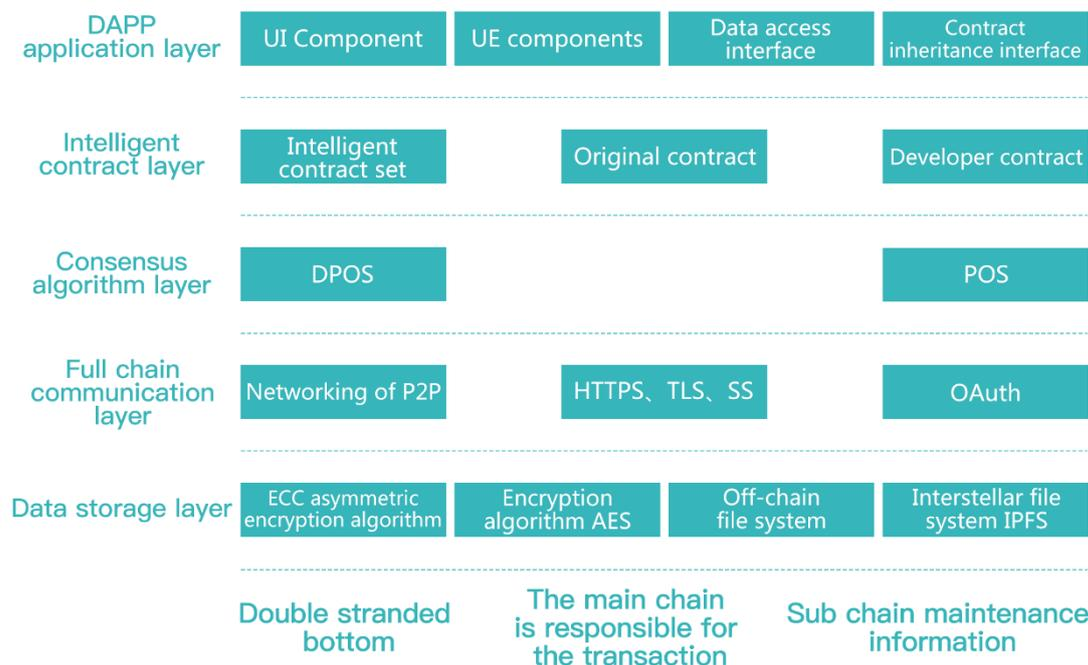 DAPP
application layer
UI Component
UE components
Data access
interface
Contract
inheritance interface
Intelligent
contract layer
Intelligent
contract set
Original contract
Developer contract
Consensus
algorithm layer
DPOS
POS
Full chain
communication
layer
Networking of P2P
HTTPS、TLS、SS
OAuth
Data storage layer
ECC asymmetric
encryption algorithm
Encryption
algorithm AES
Off-chain
file system
Interstellar file
system IPFS
Double stranded
bottom
The main chain
is responsible for
the transaction
Sub chain maintenance
information